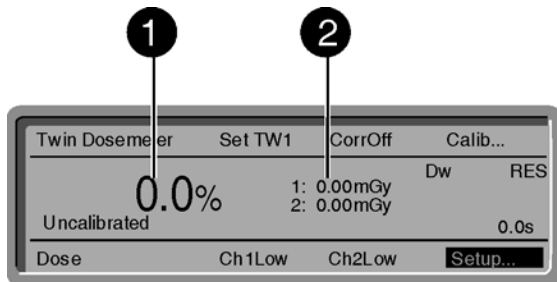 1 2
Twin Dosemeter Set TW1 CorrOff Calib...
Dw RES
0.0% 1: 0.00mGy
2: 0.00mGy
Uncalibrated 0.0s
Dose Ch1Low Ch2Low Setup...